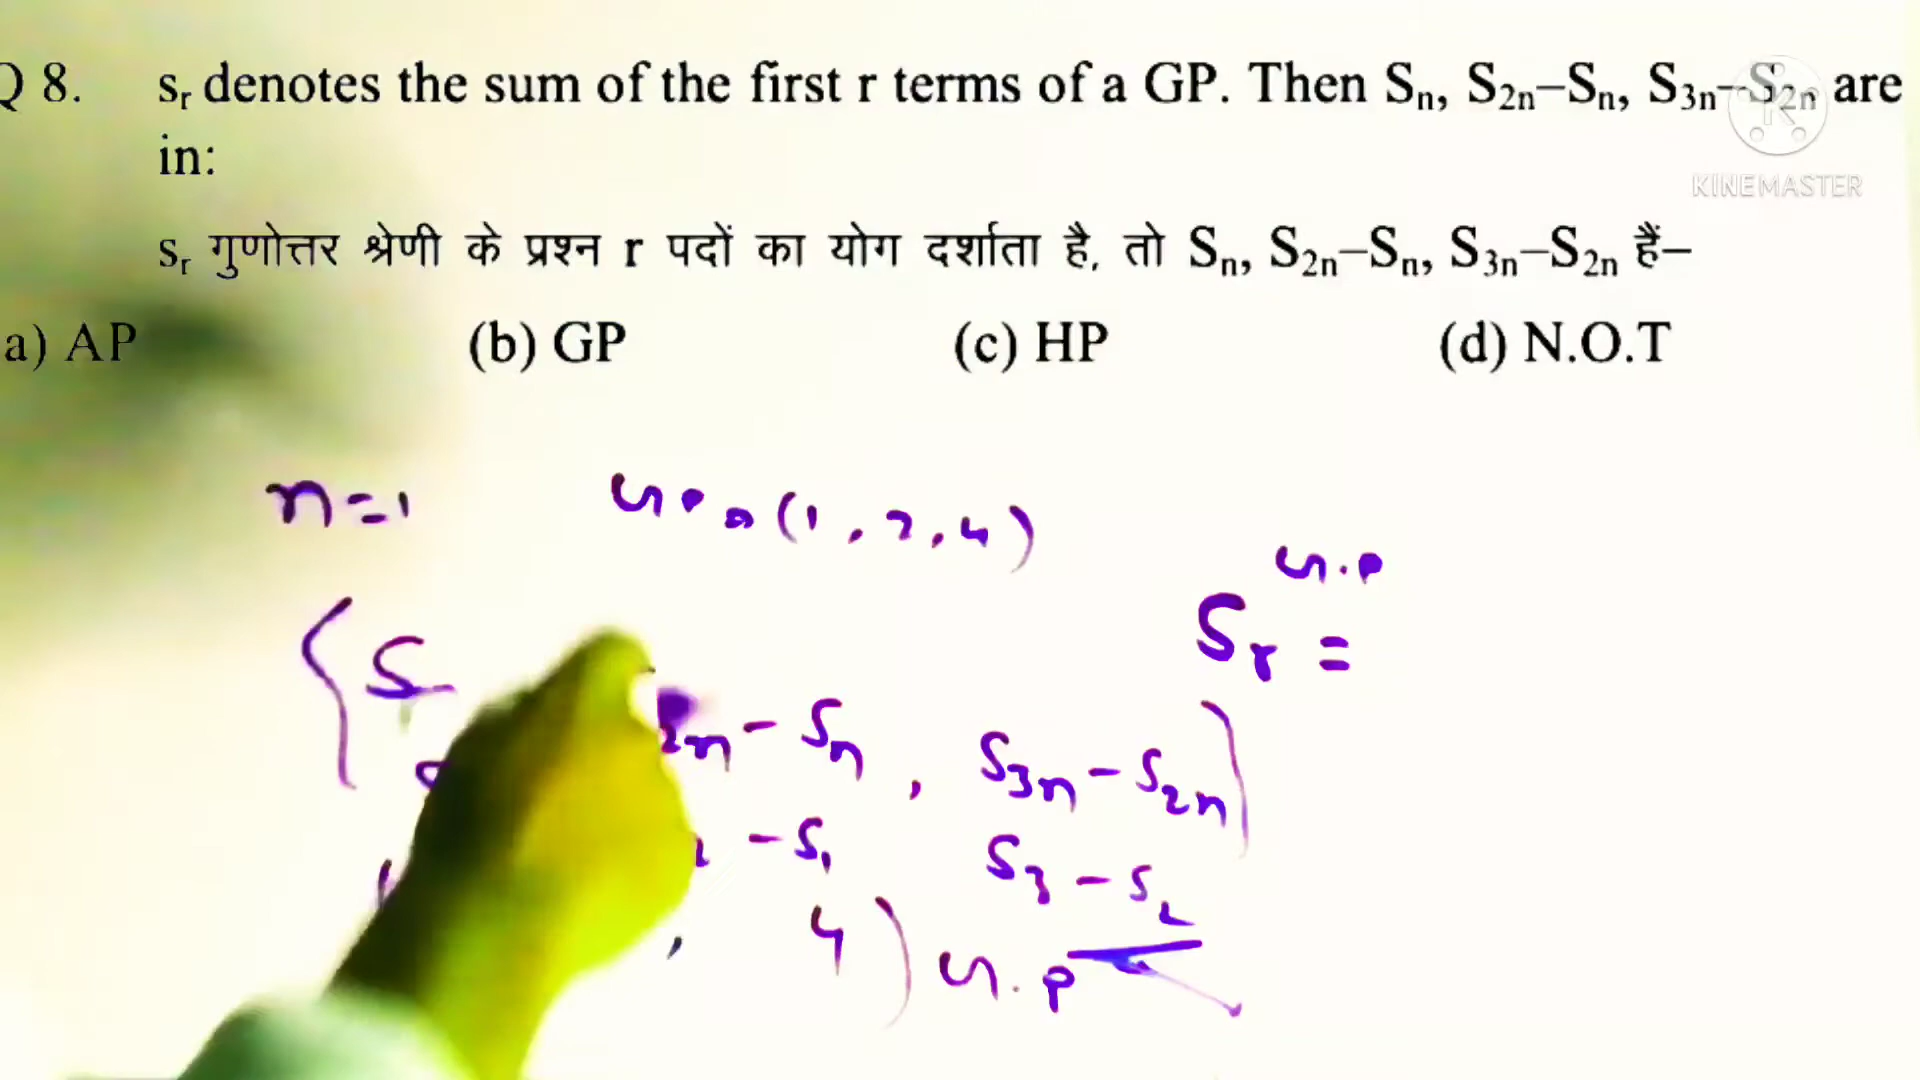 Q 8. sᵣ denotes the sum of the first r terms of a GP. Then Sₙ, S₂ₙ–Sₙ, S₃ₙ–S₂ₙ are
in:
sᵣ गुणोत्तर श्रेणी के प्रश्न r पदों का योग दर्शाता है, तो Sₙ, S₂ₙ–Sₙ, S₃ₙ–S₂ₙ हैं–
a) AP (b) GP (c) HP (d) N.O.T
KINEMASTER
n=1 G.P = (1, 2, 4)
G.P
Sᵣ =
2n - Sₙ , S₃ₙ - S₂ₙ)
- S₁ S₃ - S₂
, 4) G.P